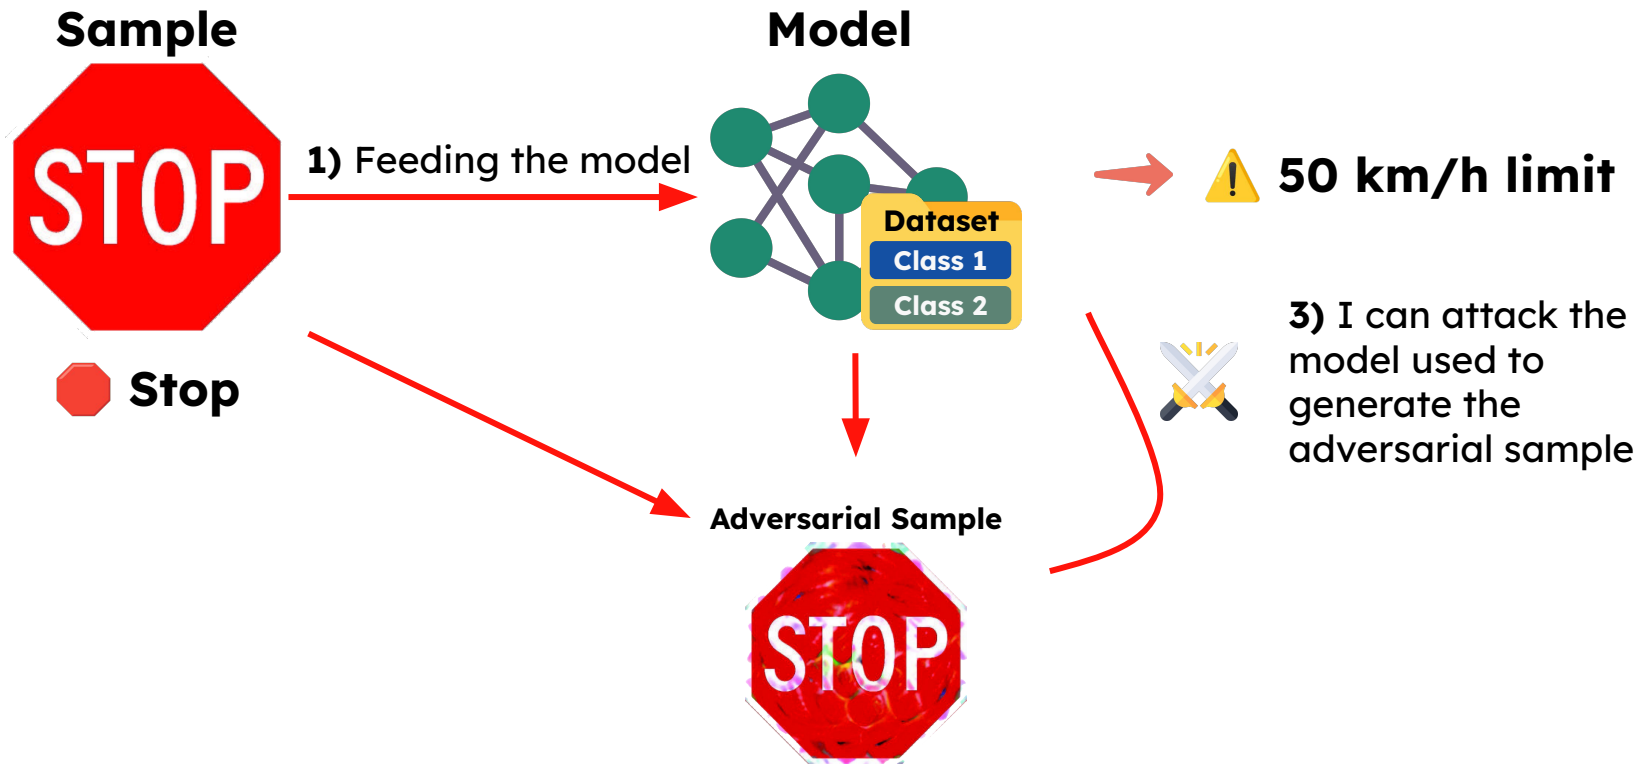 Sample
Model
STOP
1) Feeding the model
Dataset
Class 1
Class 2
50 km/h limit
Stop
3) I can attack the
model used to
generate the
adversarial sample
Adversarial Sample
STOP